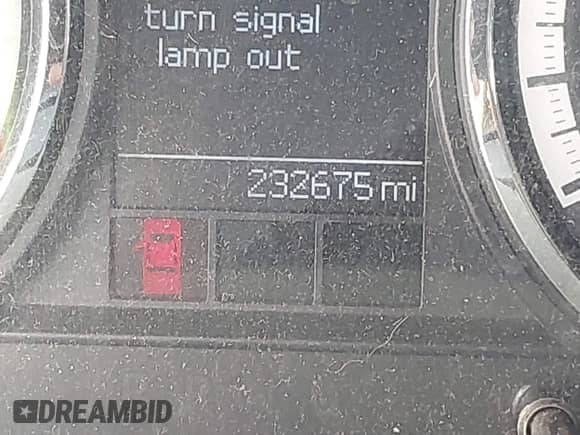 turn signal
lamp out
232675 mi
DREAMBID